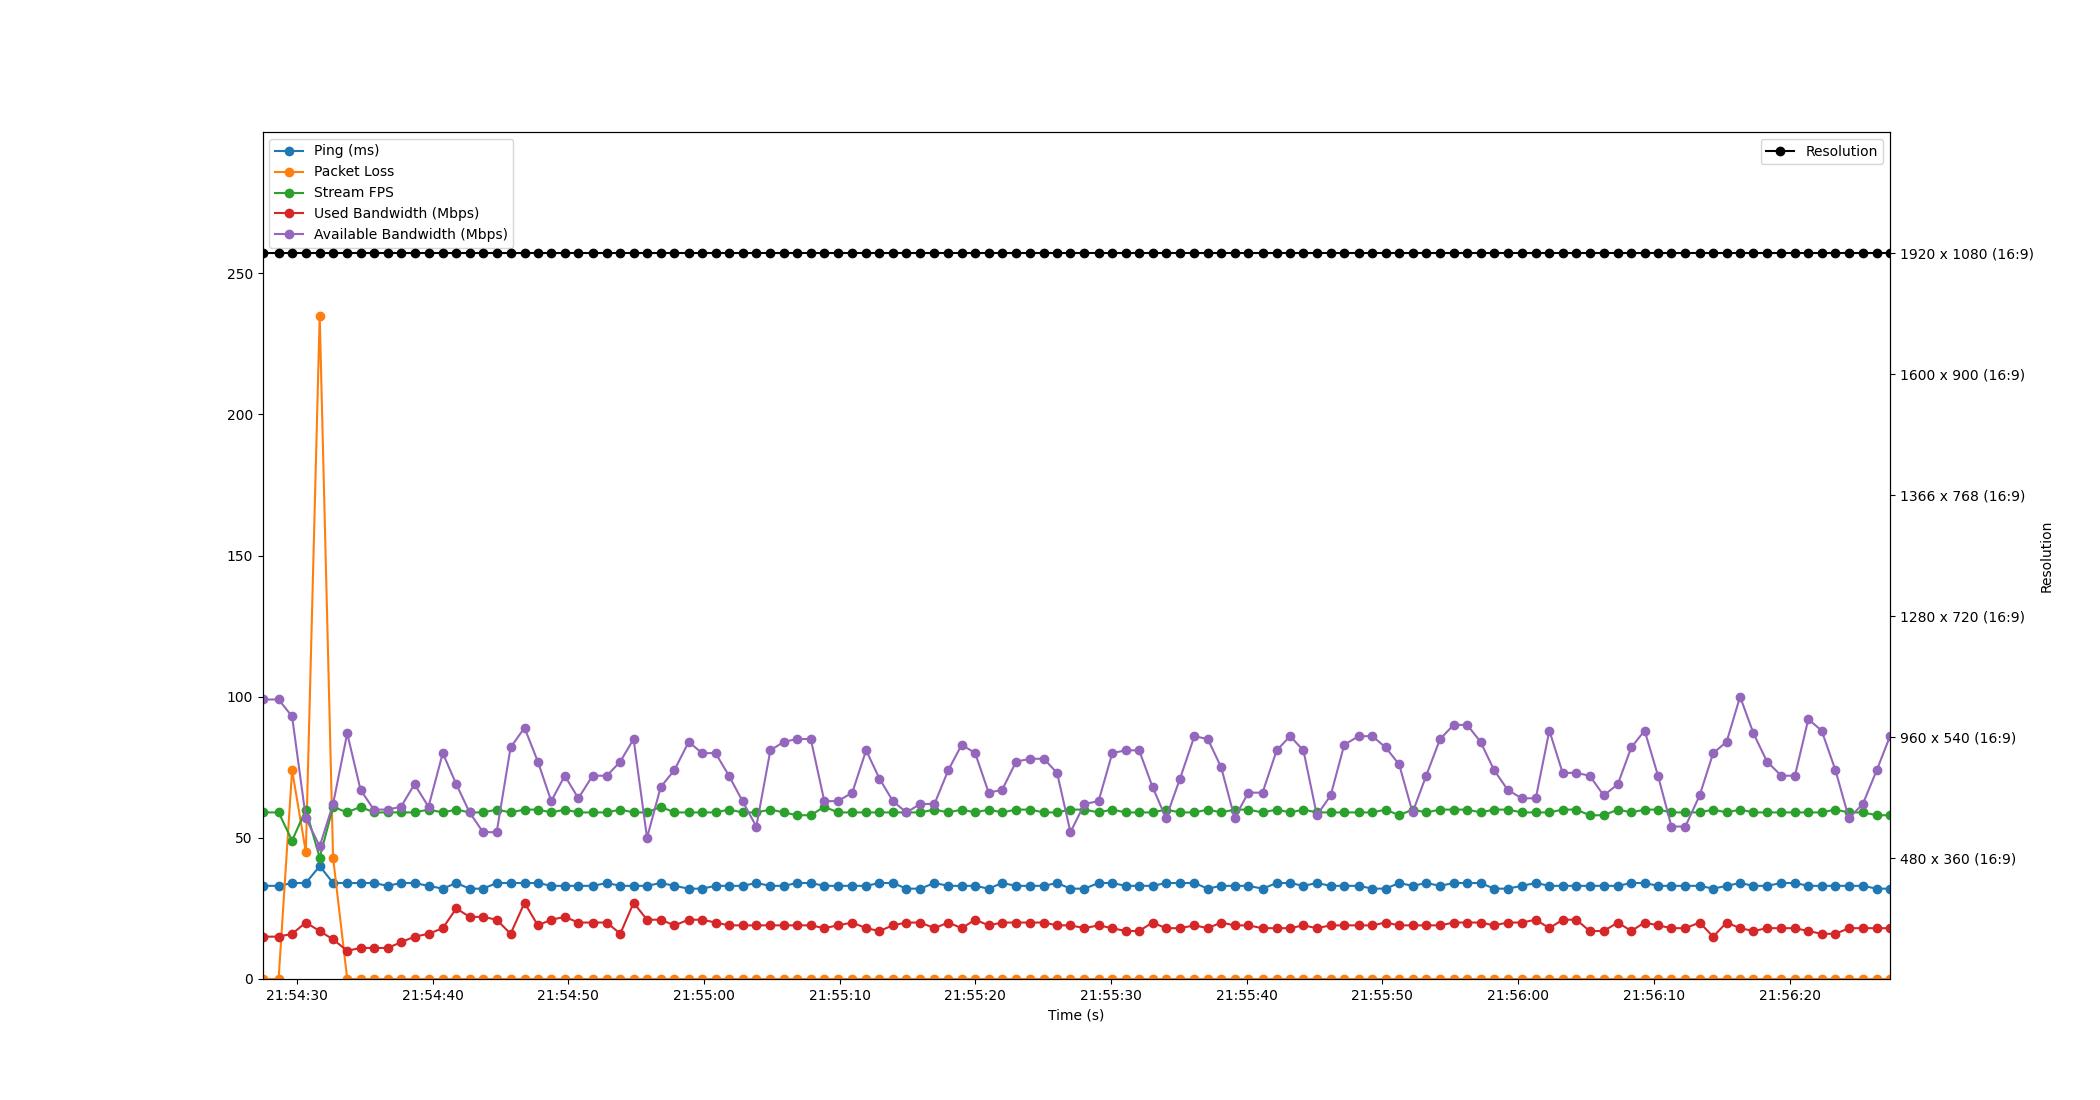 Ping (ms)
Packet Loss
Stream FPS
Used Bandwidth (Mbps)
Available Bandwidth (Mbps)
Resolution
250
200
150
100
50
0
1920 x 1080 (16:9)
1600 x 900 (16:9)
1366 x 768 (16:9)
1280 x 720 (16:9)
960 x 540 (16:9)
480 x 360 (16:9)
Resolution
21:54:30 21:54:40 21:54:50 21:55:00 21:55:10 21:55:20 21:55:30 21:55:40 21:55:50 21:56:00 21:56:10 21:56:20
Time (s)